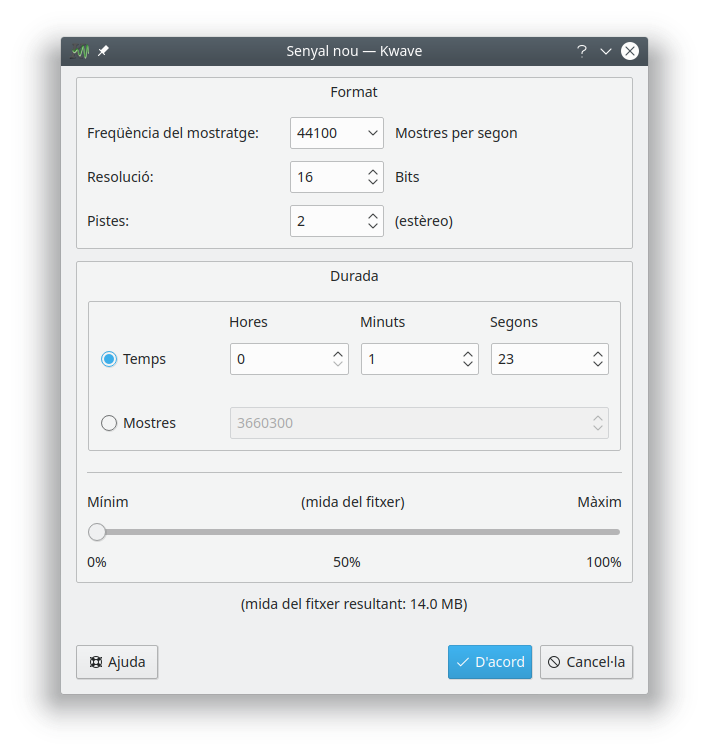 Senyal nou — Kwave
Format
Freqüència del mostratge: 44100 Mostres per segon
Resolució: 16 Bits
Pistes: 2 (estèreo)
Durada
Hores Minuts Segons
Temps 0 1 23
Mostres 3660300
Mínim (mida del fitxer) Màxim
0% 50% 100%
(mida del fitxer resultant: 14.0 MB)
Ajuda D'acord Cancel·la